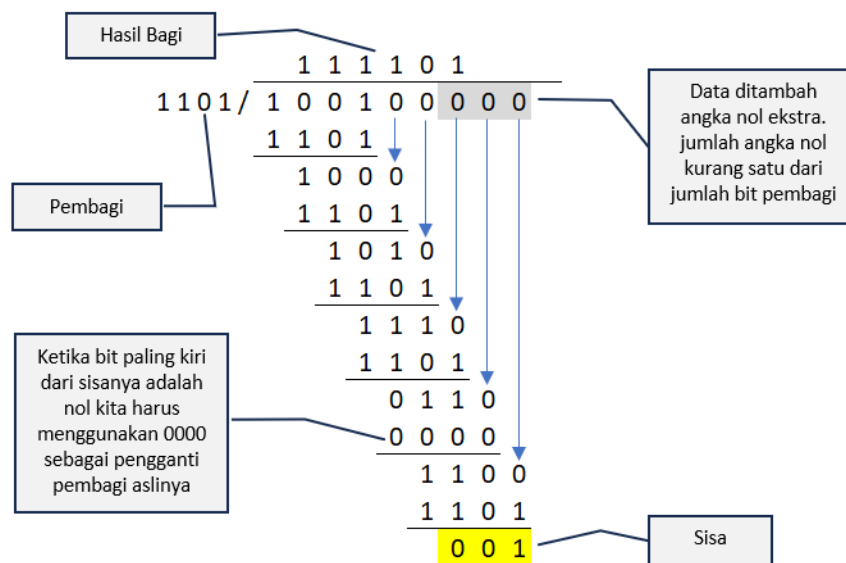 Hasil Bagi
1 1 1 1 0 1
1 1 0 1 / 1 0 0 1 0 0 0 0 0
1 1 0 1
1 0 0 0
1 1 0 1
1 0 1 0
1 1 0 1
1 1 1 0
1 1 0 1
0 1 1 0
0 0 0 0
1 1 0 0
1 1 0 1
0 0 1
Data ditambah
angka nol ekstra.
jumlah angka nol
kurang satu dari
jumlah bit pembagi
Pembagi
Ketika bit paling kiri
dari sisanya adalah
nol kita harus
menggunakan 0000
sebagai pengganti
pembagi aslinya
Sisa